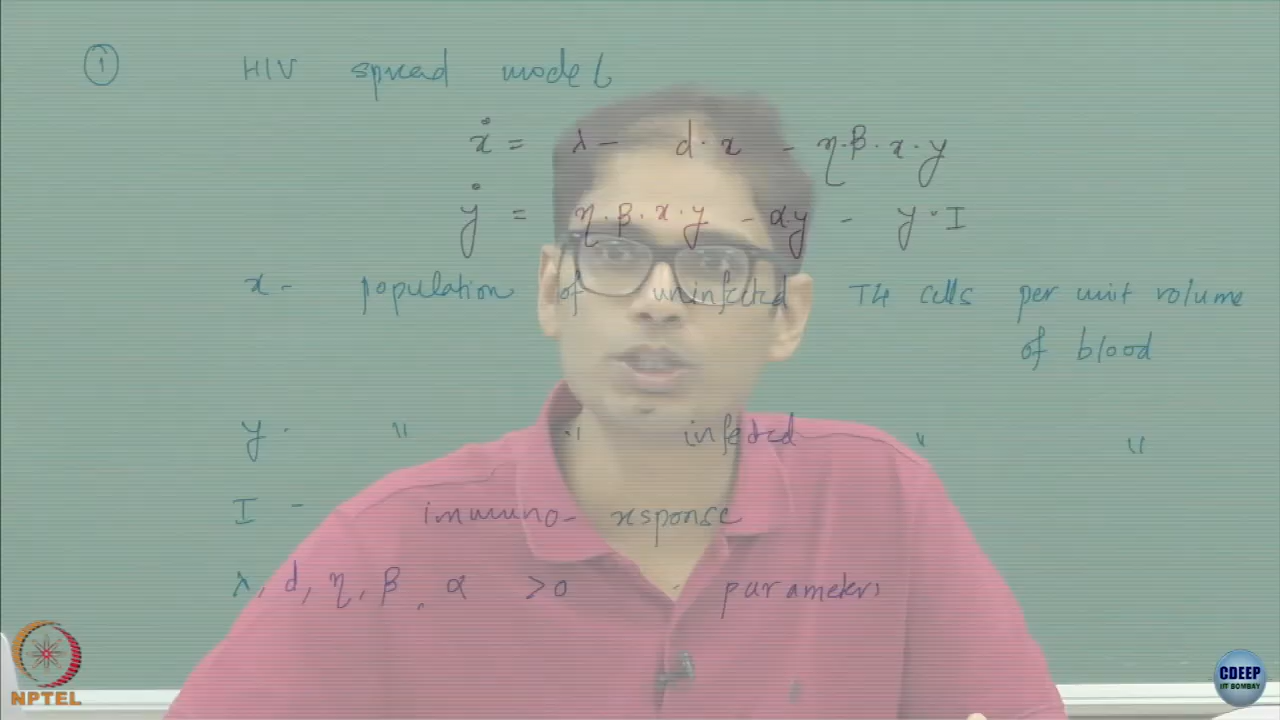 ① HIV spread model
ẋ = λ - d·x - η·β·x·y
ẏ = η·β·x·y - α·y - y·I
x - population of uninfected T4 cells per unit volume
of blood
y - " " infected " "
I - immuno-response
λ, d, η, β, α >0 parameters
NPTEL
CDEEP
IIT BOMBAY